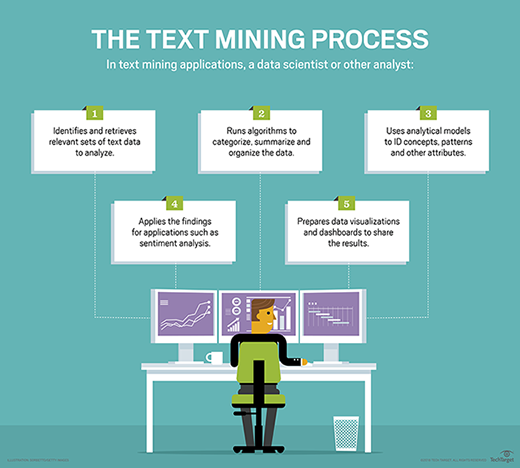 THE TEXT MINING PROCESS
In text mining applications, a data scientist or other analyst:
1
Identifies and retrieves
relevant sets of text data
to analyze.
2
Runs algorithms to
categorize, summarize and
organize the data.
3
Uses analytical models
to ID concepts, patterns
and other attributes.
4
Applies the findings
for applications such as
sentiment analysis.
5
Prepares data visualizations
and dashboards to share
the results.
TechTarget